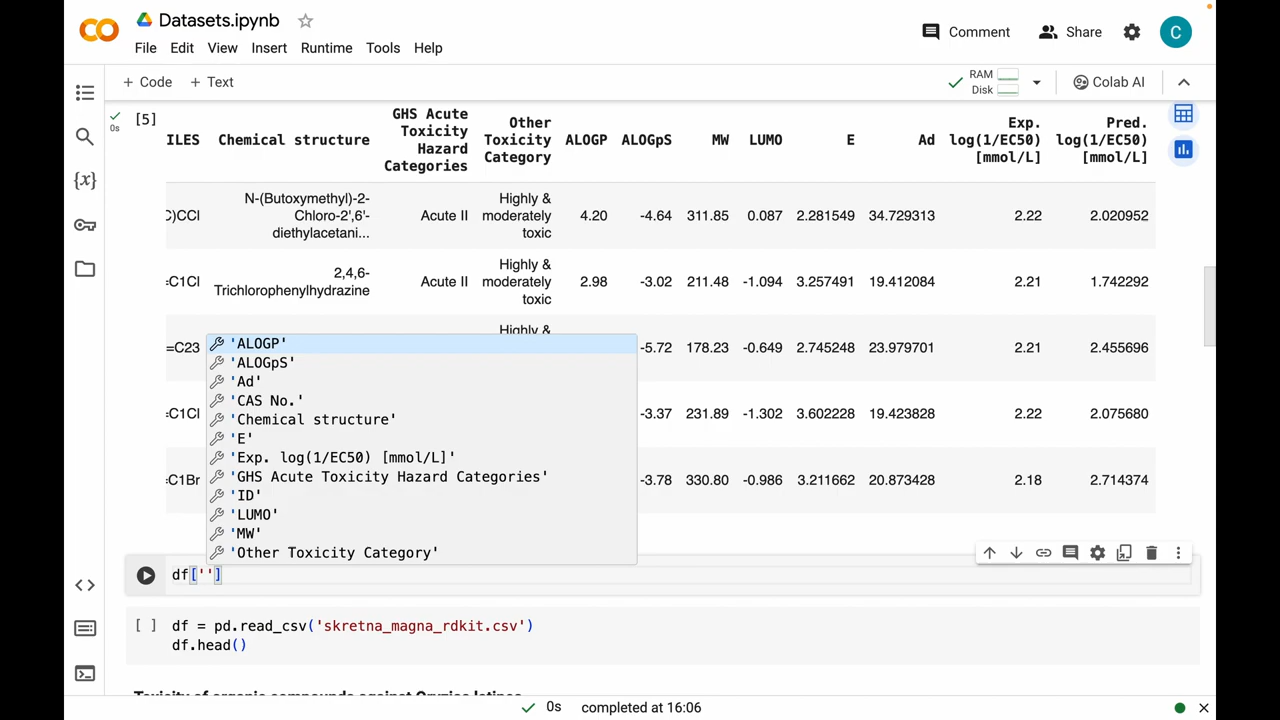 Datasets.ipynb
File Edit View Insert Runtime Tools Help
Comment
Share
C
+ Code + Text
RAM
Disk
Colab AI
0s
[5]
ILES
Chemical structure
GHS Acute
Toxicity
Hazard
Categories
Other
Toxicity
Category
ALOGP
ALOGpS
MW
LUMO
E
Ad
Exp.
log(1/EC50)
[mmol/L]
Pred.
log(1/EC50)
[mmol/L]
C)CCl
N-(Butoxymethyl)-2-
Chloro-2',6'-
diethylacetani...
Acute II
Highly &
moderately
toxic
4.20 -4.64 311.85 0.087 2.281549 34.729313 2.22 2.020952
=C1Cl
2,4,6-
Trichlorophenylhydrazine
Acute II
Highly &
moderately
toxic
2.98 -3.02 211.48 -1.094 3.257491 19.412084 2.21 1.742292
Highly &
=C23 -5.72 178.23 -0.649 2.745248 23.979701 2.21 2.455696
=C1Cl -3.37 231.89 -1.302 3.602228 19.423828 2.22 2.075680
=C1Br -3.78 330.80 -0.986 3.211662 20.873428 2.18 2.714374
'ALOGP'
'ALOGpS'
'Ad'
'CAS No.'
'Chemical structure'
'E'
'Exp. log(1/EC50) [mmol/L]'
'GHS Acute Toxicity Hazard Categories'
'ID'
'LUMO'
'MW'
'Other Toxicity Category'
df['']
[ ] df = pd.read_csv('skretna_magna_rdkit.csv')
df.head()
Toxicity of organic compounds against Oryzias latipes
0s completed at 16:06